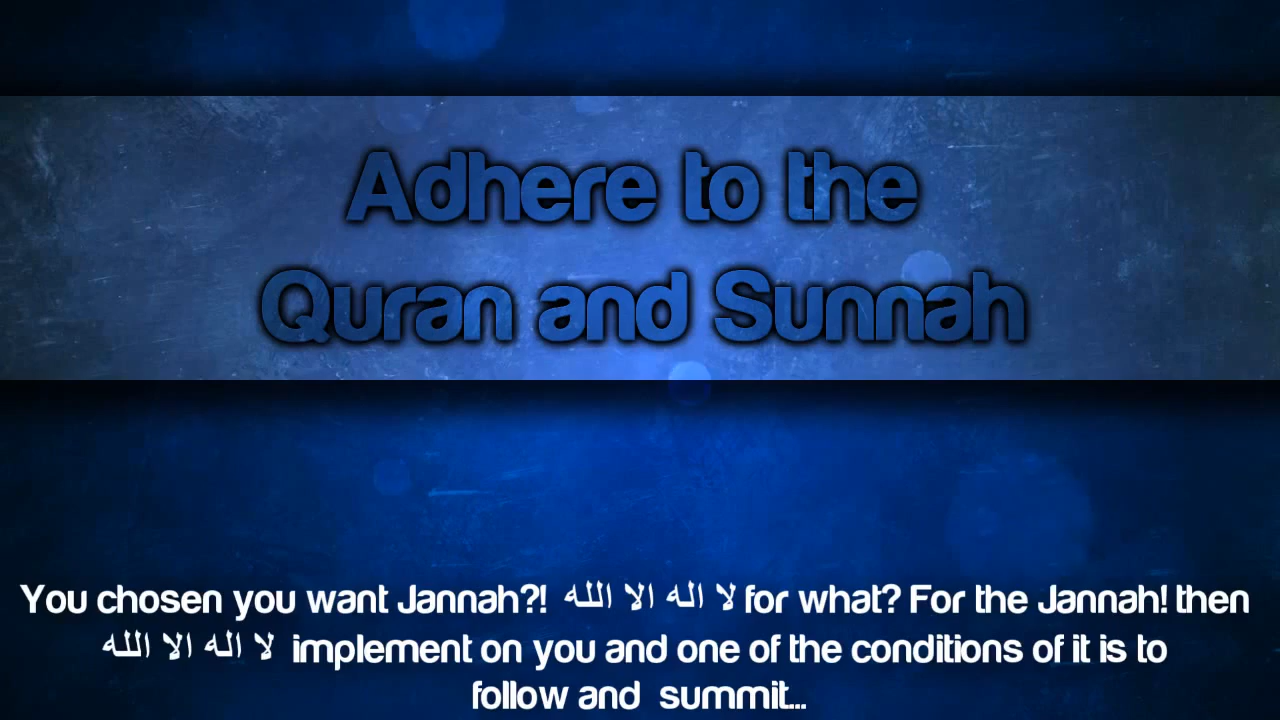 Adhere to the
Quran and Sunnah
You chosen you want Jannah?! لا اله الا الله for what? For the Jannah! then
لا اله الا الله implement on you and one of the conditions of it is to
follow and summit...